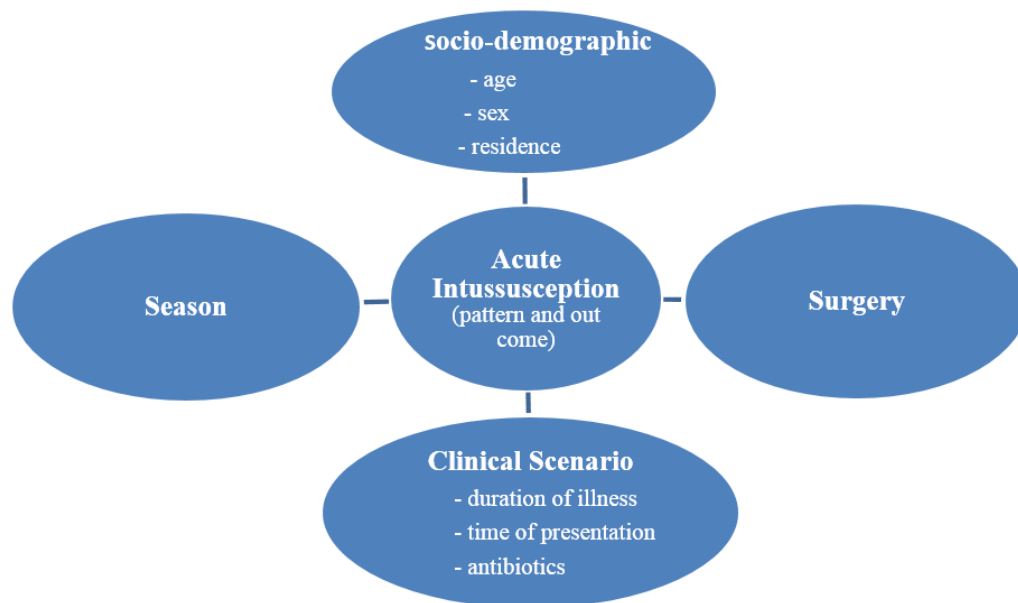 socio-demographic
- age
- sex
- residence
Season
Acute
Intussusception
(pattern and out
come)
Surgery
Clinical Scenario
- duration of illness
- time of presentation
- antibiotics